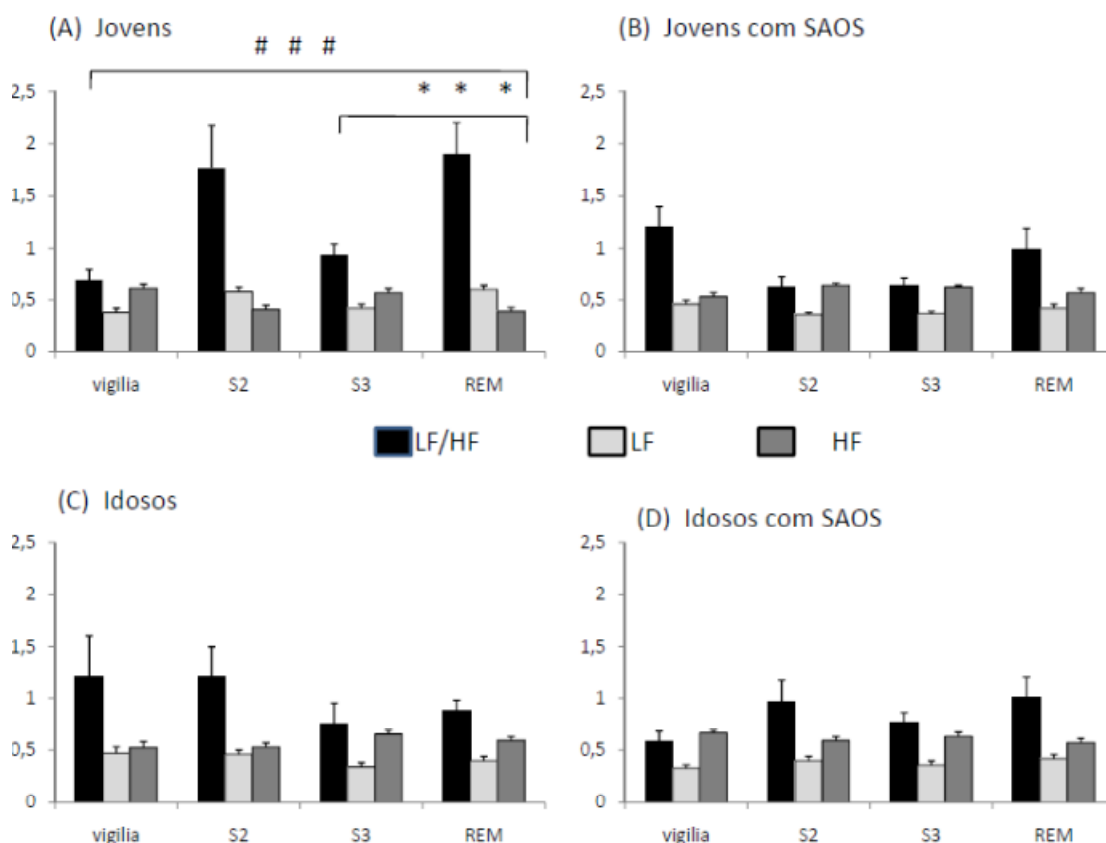 (A) Jovens
# # #
* * *
2,5
2
1,5
1
0,5
0
vigilia S2 S3 REM
(B) Jovens com SAOS
2,5
2
1,5
1
0,5
0
vigilia S2 S3 REM
LF/HF LF HF
(C) Idosos
2,5
2
1,5
1
0,5
0
vigilia S2 S3 REM
(D) Idosos com SAOS
2,5
2
1,5
1
0,5
0
vigilia S2 S3 REM